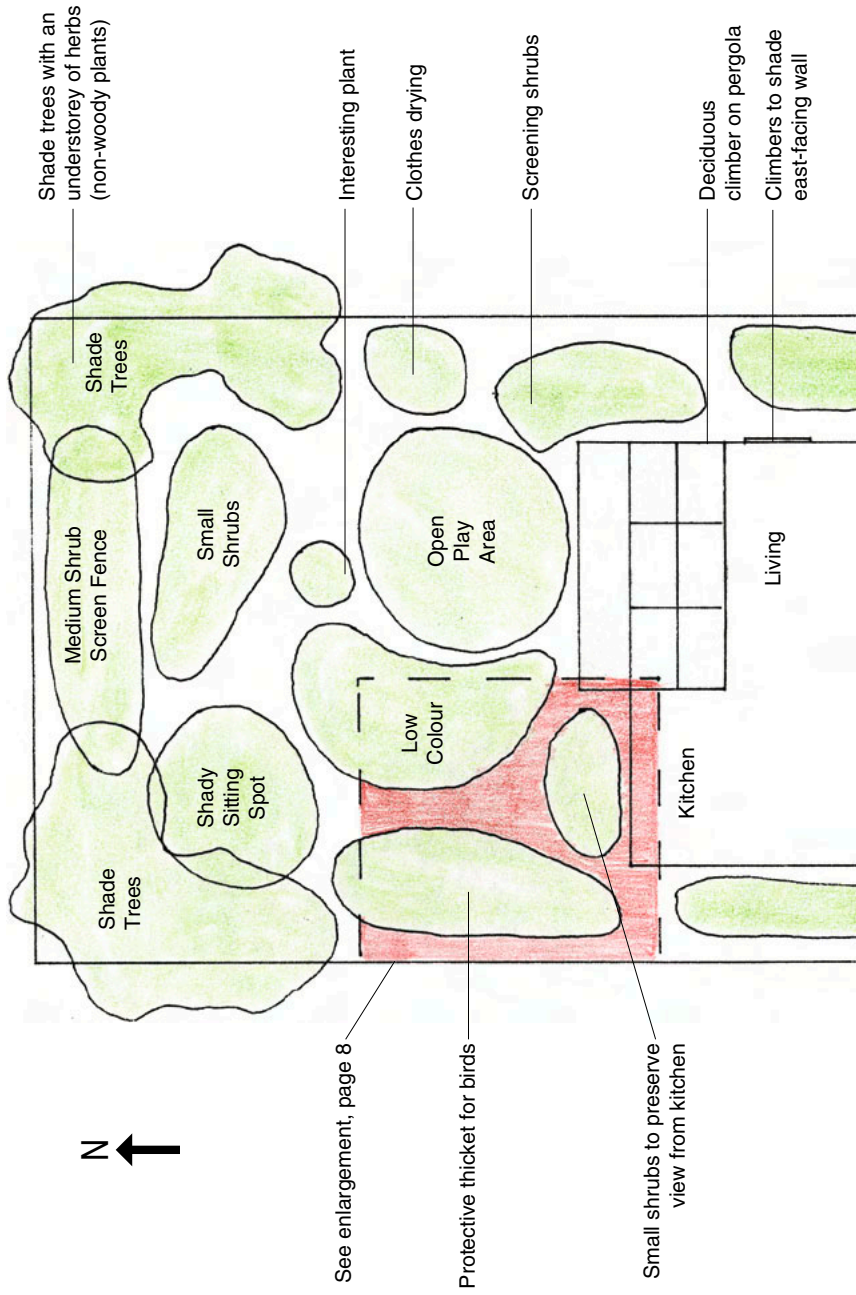 Shade trees with an
understorey of herbs
(non-woody plants)
Interesting plant
Clothes drying
Screening shrubs
Deciduous
climber on pergola
Climbers to shade
east-facing wall
Shade
Trees
Medium Shrub
Screen Fence
Small
Shrubs
Open
Play
Area
Living
Shade
Trees
Shady
Sitting
Spot
Low
Colour
Kitchen
N
See enlargement, page 8
Protective thicket for birds
Small shrubs to preserve
view from kitchen